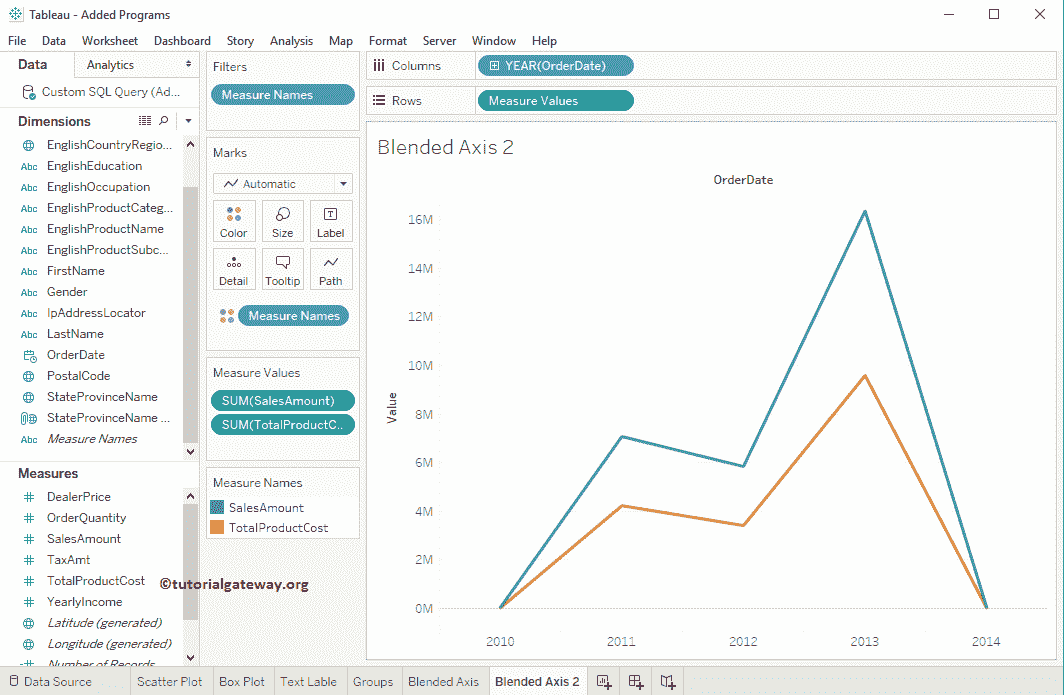 Tableau - Added Programs
File Data Worksheet Dashboard Story Analysis Map Format Server Window Help
Data Analytics
Custom SQL Query (Ad...
Dimensions
EnglishCountryRegio...
EnglishEducation
EnglishOccupation
EnglishProductCateg...
EnglishProductName
EnglishProductSubc...
FirstName
Gender
IpAddressLocator
LastName
OrderDate
PostalCode
StateProvinceName
StateProvinceName ...
Measure Names
Abc
Abc
Abc
Abc
Abc
Abc
Abc
Abc
Abc
Abc
Measures
DealerPrice
OrderQuantity
SalesAmount
TaxAmt
TotalProductCost
YearlyIncome
Latitude (generated)
Longitude (generated)
Number of Records
Filters
Measure Names
Marks
Automatic
Color Size Label
Detail Tooltip Path
Measure Names
Measure Values
SUM(SalesAmount)
SUM(TotalProductC..
Measure Names
SalesAmount
TotalProductCost
©tutorialgateway.org
Columns YEAR(OrderDate)
Rows Measure Values
Blended Axis 2
OrderDate
Value
16M
14M
12M
10M
8M
6M
4M
2M
0M
2010 2011 2012 2013 2014
Data Source Scatter Plot Box Plot Text Lable Groups Blended Axis Blended Axis 2